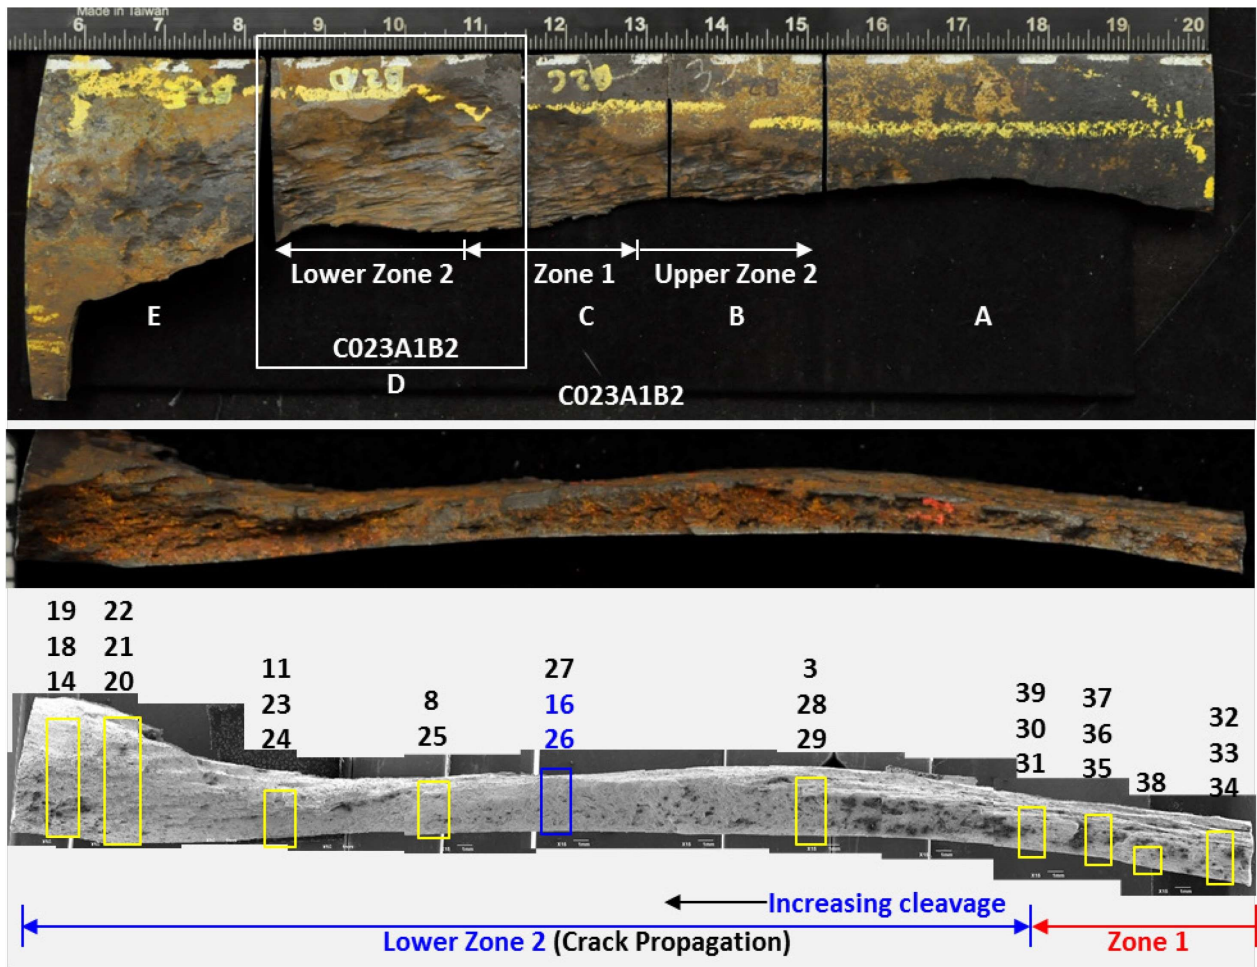 Made in Taiwan
6 7 8 9 10 11 12 13 14 15 16 17 18 19 20
Lower Zone 2 Zone 1 Upper Zone 2
E C B A
C023A1B2
D
C023A1B2
19 22
18 21
14 20
11
23
24
8
25
27
16
26
3
28
29
39
30
31
37
36
35
38
32
33
34
Increasing cleavage
Lower Zone 2 (Crack Propagation) Zone 1